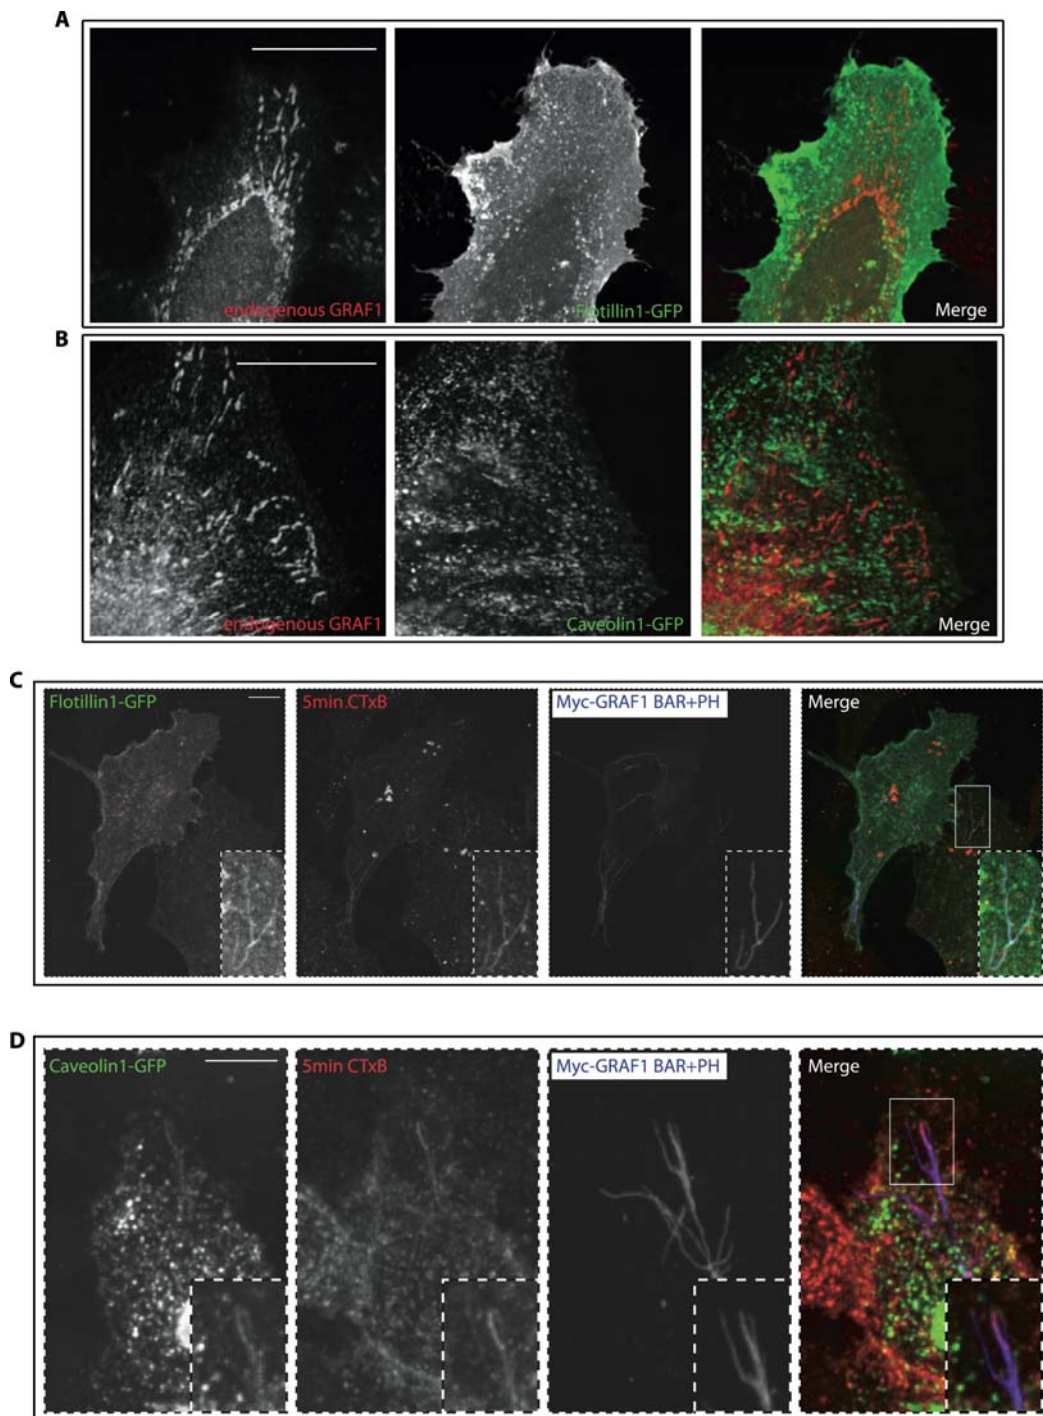 A
endogenous GRAF1
Flotillin1-GFP
Merge
B
endogenous GRAF1
Caveolin1-GFP
Merge
C
Flotillin1-GFP
5min.CTxB
Myc-GRAF1 BAR+PH
Merge
D
Caveolin1-GFP
5min CTxB
Myc-GRAF1 BAR+PH
Merge